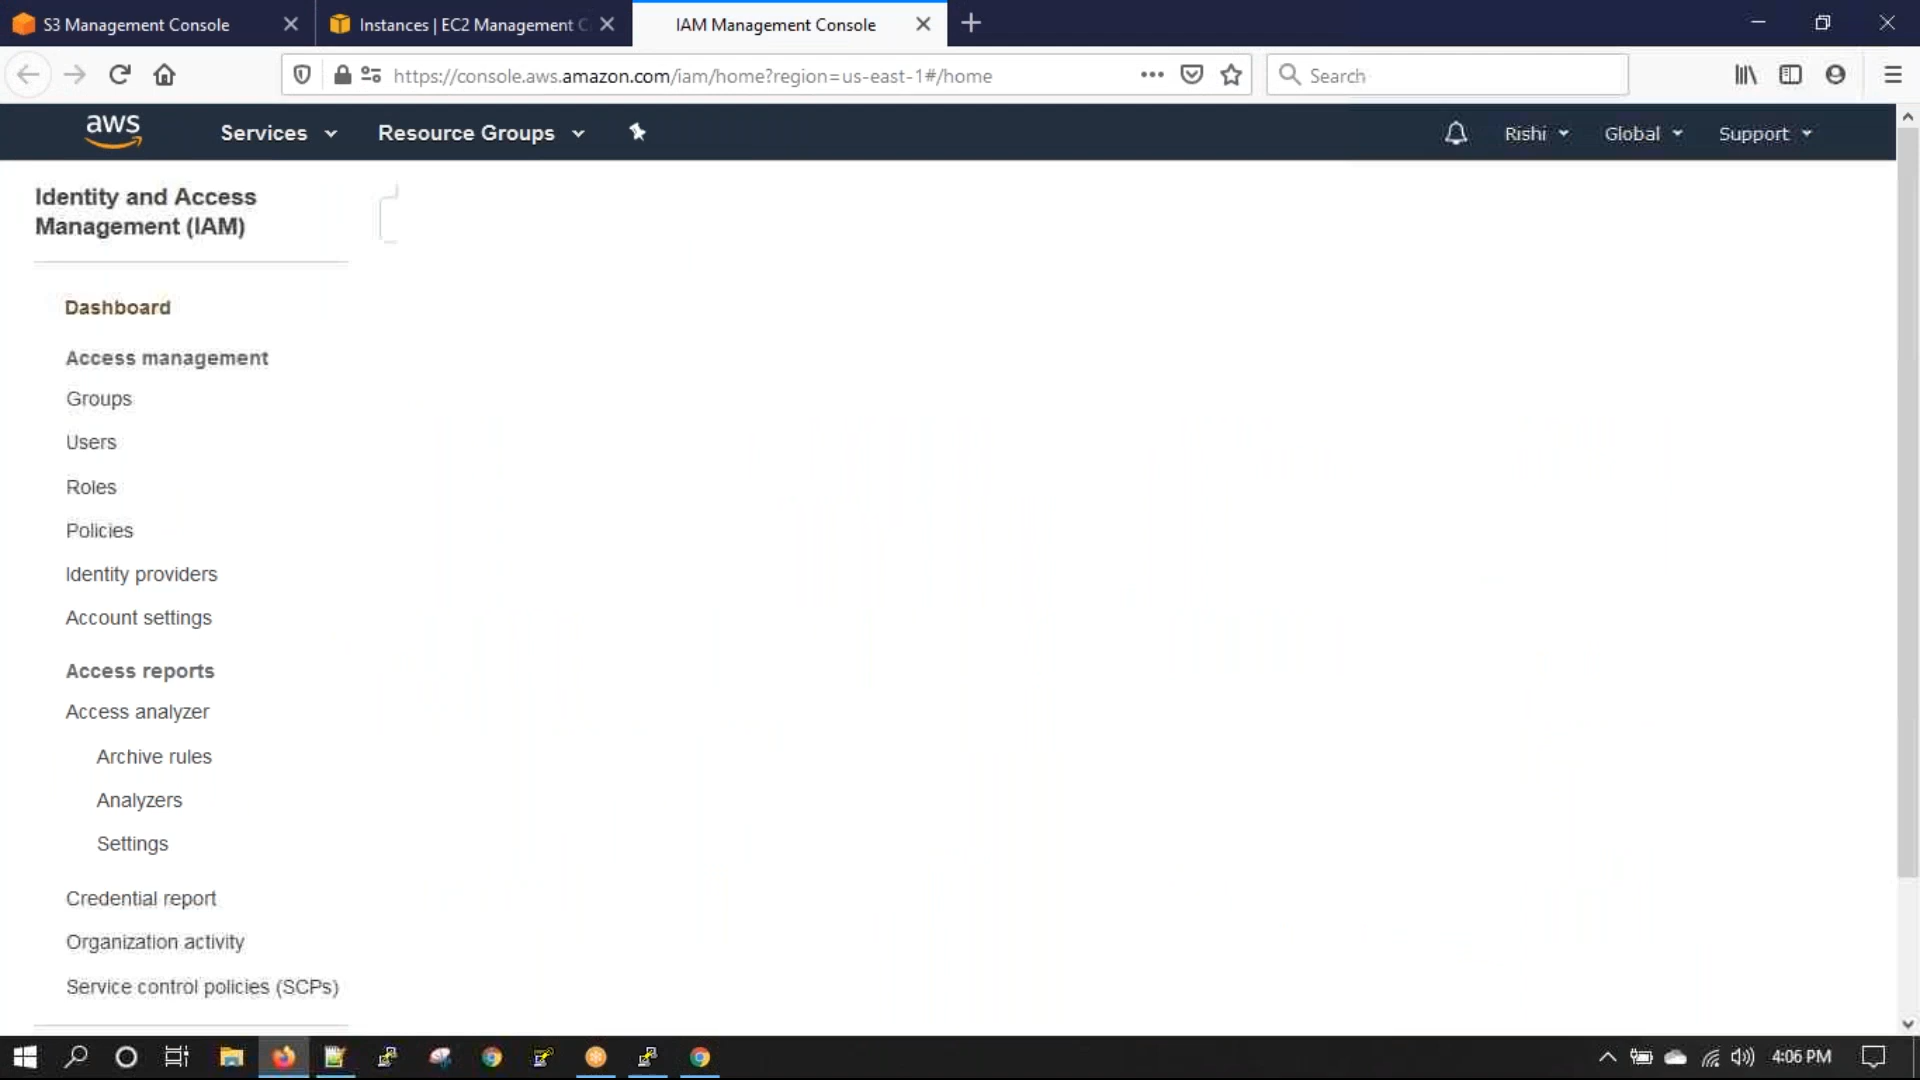 S3 Management Console
Instances | EC2 Management C
IAM Management Console
https://console.aws.amazon.com/iam/home?region=us-east-1#/home
Search
aws
Services
Resource Groups
Rishi
Global
Support
Identity and Access
Management (IAM)
Dashboard
Access management
Groups
Users
Roles
Policies
Identity providers
Account settings
Access reports
Access analyzer
Archive rules
Analyzers
Settings
Credential report
Organization activity
Service control policies (SCPs)
4:06 PM